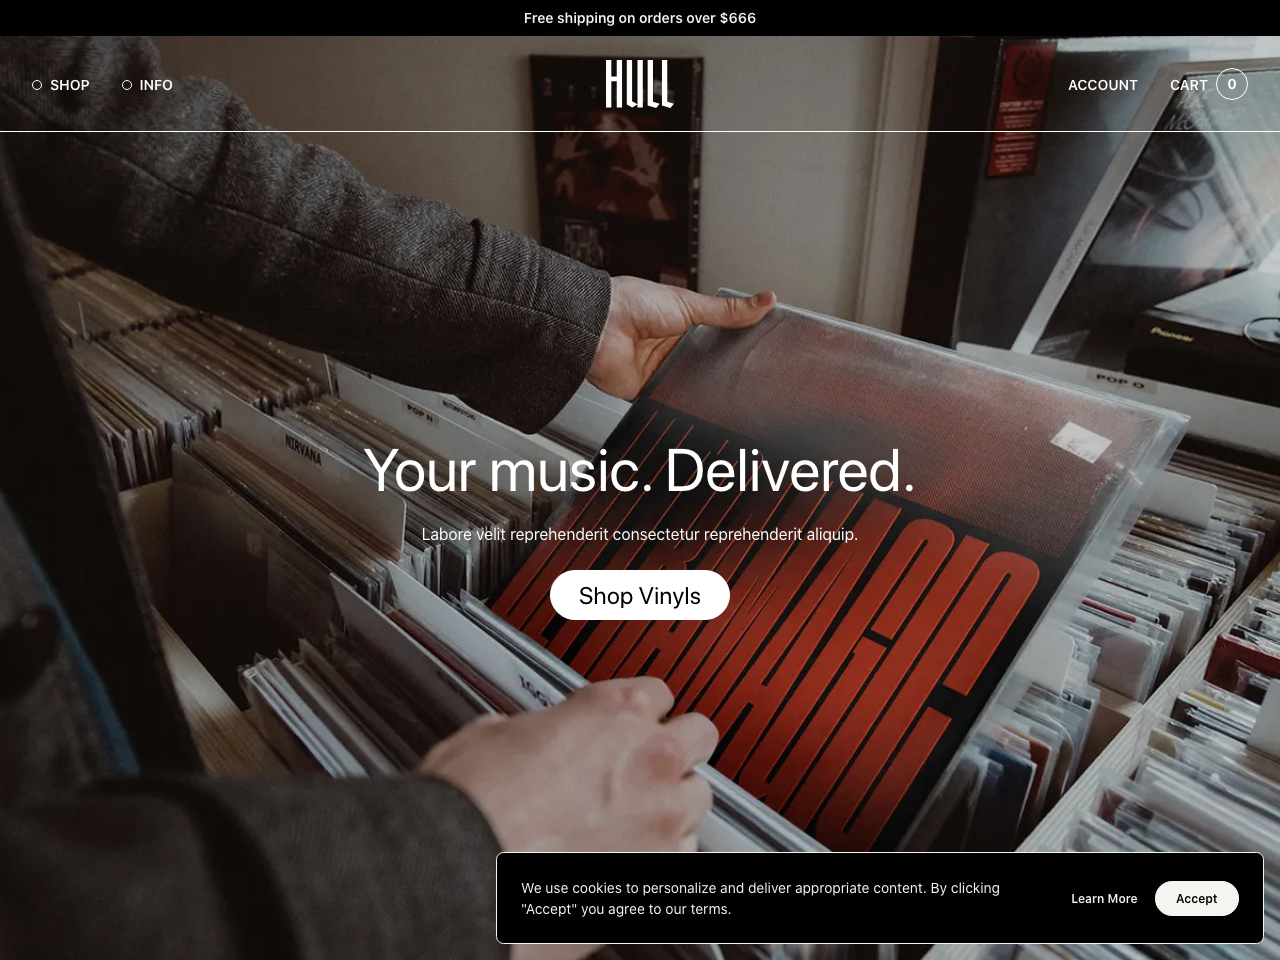 Free shipping on orders over $666
SHOP
INFO
HULL
ACCOUNT
CART
0
POP O
Pioneer
POP N
NIRVANA
Your music. Delivered.
Labore velit reprehenderit consectetur reprehenderit aliquip.
Shop Vinyls
We use cookies to personalize and deliver appropriate content. By clicking
"Accept" you agree to our terms.
Learn More
Accept